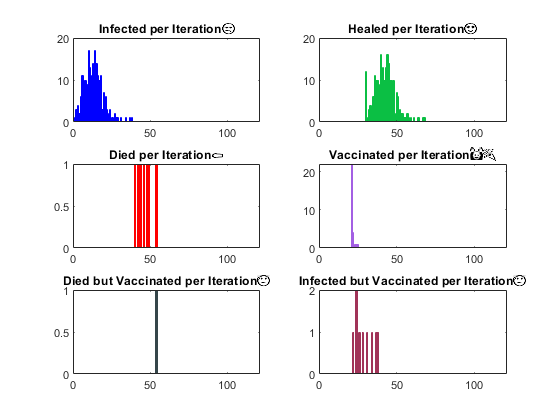 Infected per Iteration😔 Healed per Iteration🙂
20 20
10 10
0 0
0 50 100 0 50 100
Died per Iteration⚰ Vaccinated per Iteration🙌🎉
1 20
0.5 10
0 0
0 50 100 0 50 100
Died but Vaccinated per Iteration🙁 Infected but Vaccinated per Iteration🙁
1 2
0.5 1
0 0
0 50 100 0 50 100